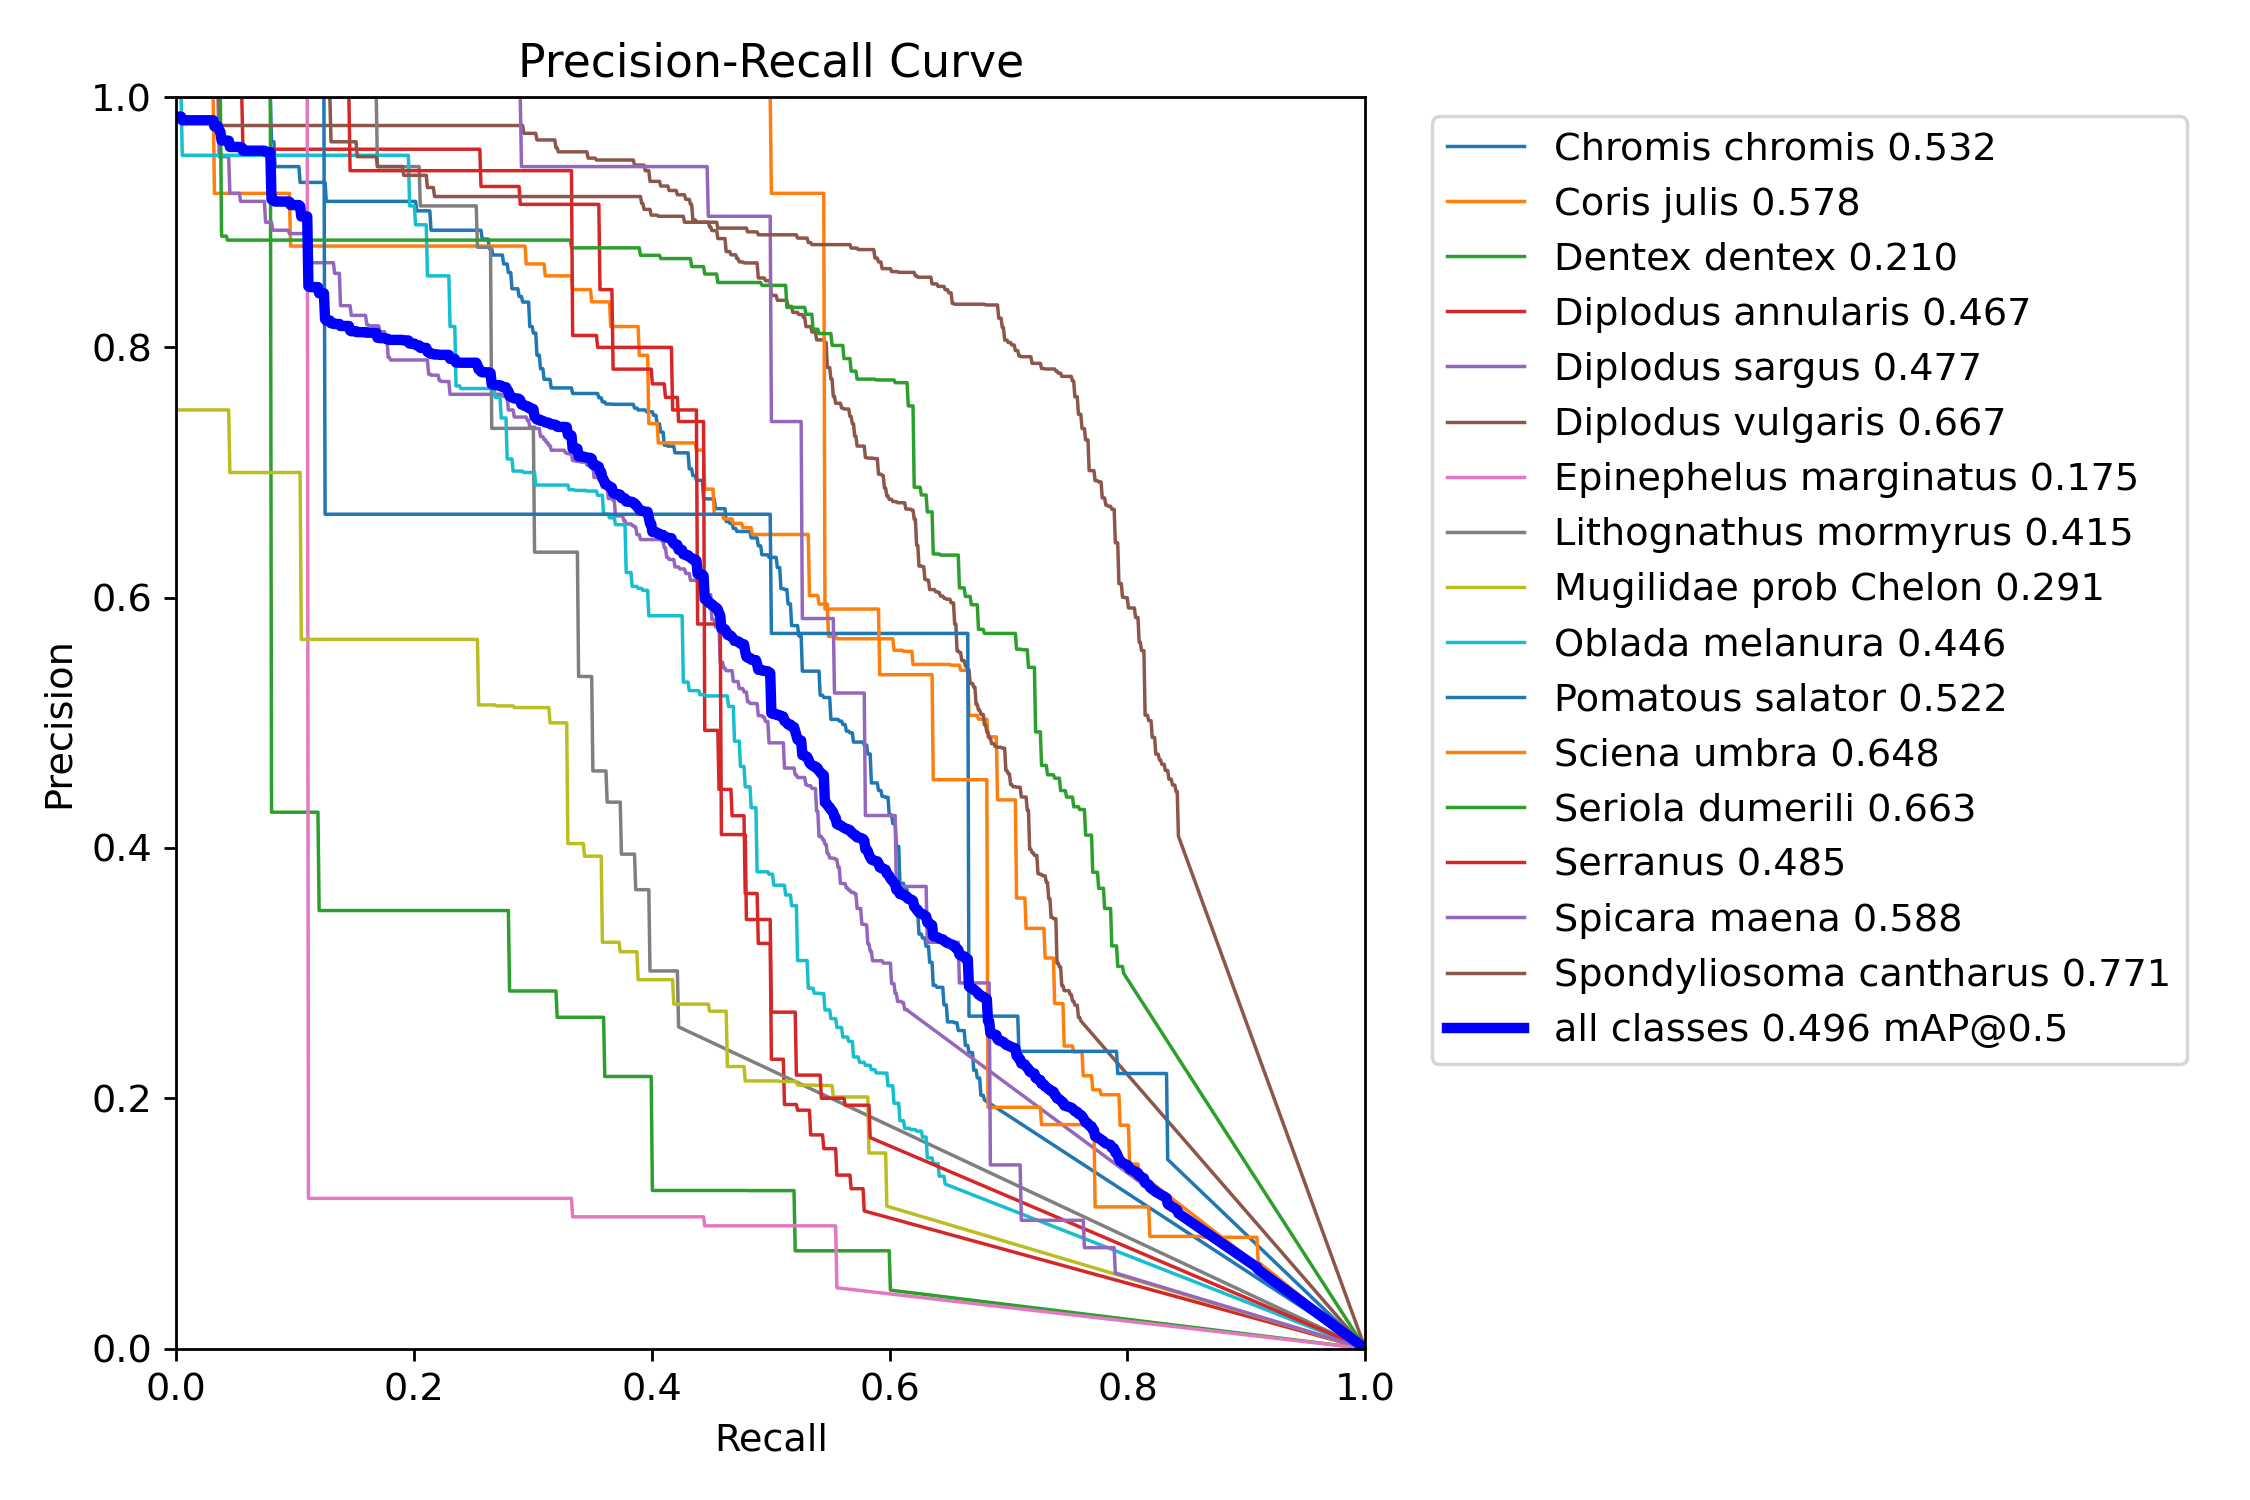 Precision-Recall Curve
1.0
0.8
0.6
0.4
0.2
0.0
Precision
0.0 0.2 0.4 0.6 0.8 1.0
Recall
Chromis chromis 0.532
Coris julis 0.578
Dentex dentex 0.210
Diplodus annularis 0.467
Diplodus sargus 0.477
Diplodus vulgaris 0.667
Epinephelus marginatus 0.175
Lithognathus mormyrus 0.415
Mugilidae prob Chelon 0.291
Oblada melanura 0.446
Pomatous salator 0.522
Sciena umbra 0.648
Seriola dumerili 0.663
Serranus 0.485
Spicara maena 0.588
Spondyliosoma cantharus 0.771
all classes 0.496 mAP@0.5